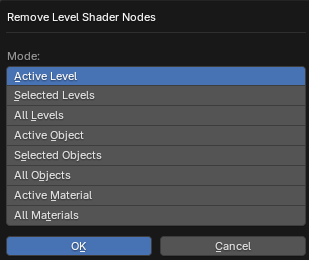 Remove Level Shader Nodes
Mode:
Active Level
Selected Levels
All Levels
Active Object
Selected Objects
All Objects
Active Material
All Materials
OK
Cancel